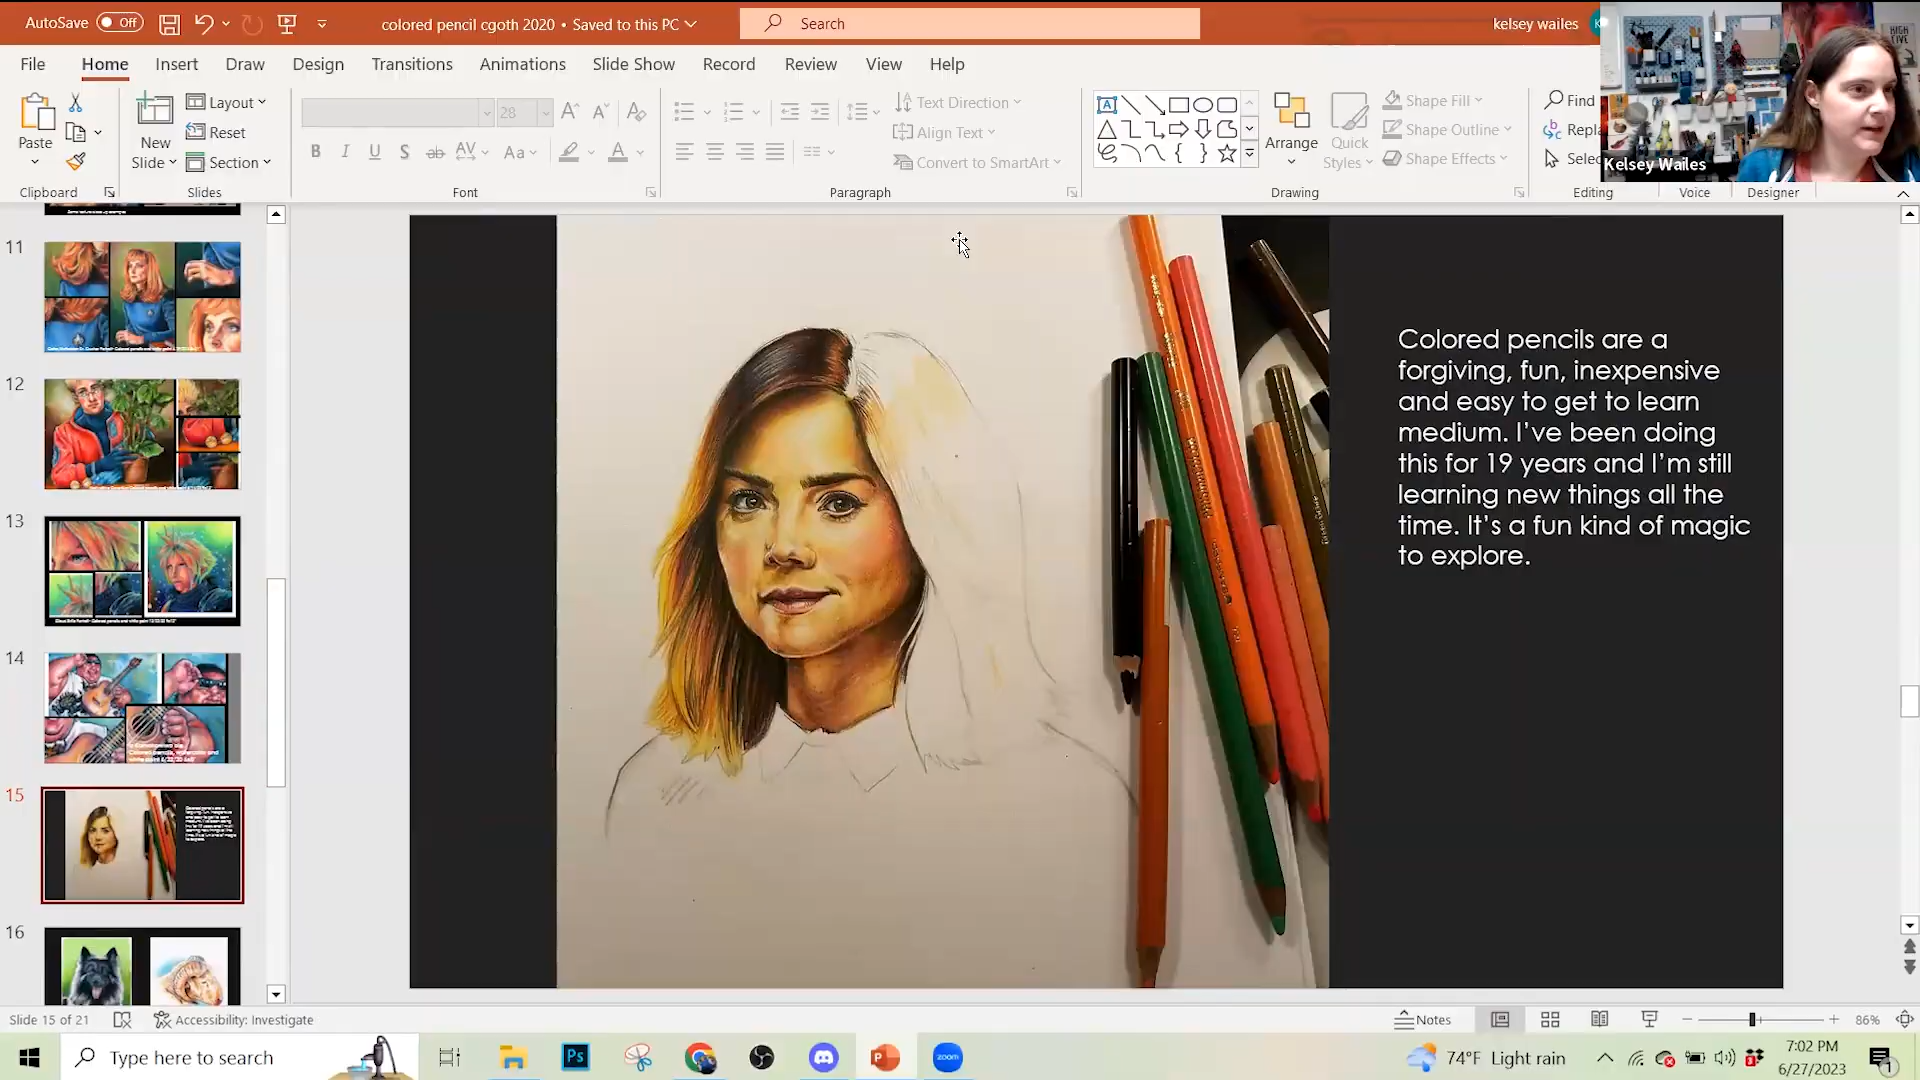 AutoSave Off colored pencil cgoth 2020 • Saved to this PC Search kelsey wailes
File Home Insert Draw Design Transitions Animations Slide Show Record Review View Help
Paste
New
Slide
Layout
Reset
Section
28
Text Direction
Align Text
Convert to SmartArt
Arrange
Quick
Styles
Shape Fill
Shape Outline
Shape Effects
Find
Kelsey Wailes
Clipboard Slides Font Paragraph Drawing Editing Voice Designer
11
12
13
14
15
16
Colored pencils are a
forgiving, fun, inexpensive
and easy to get to learn
medium. I've been doing
this for 19 years and I'm still
learning new things all the
time. It's a fun kind of magic
to explore.
Slide 15 of 21 Accessibility: Investigate Notes 86%
Type here to search Ps zoom 74°F Light rain 7:02 PM
6/27/2023
1